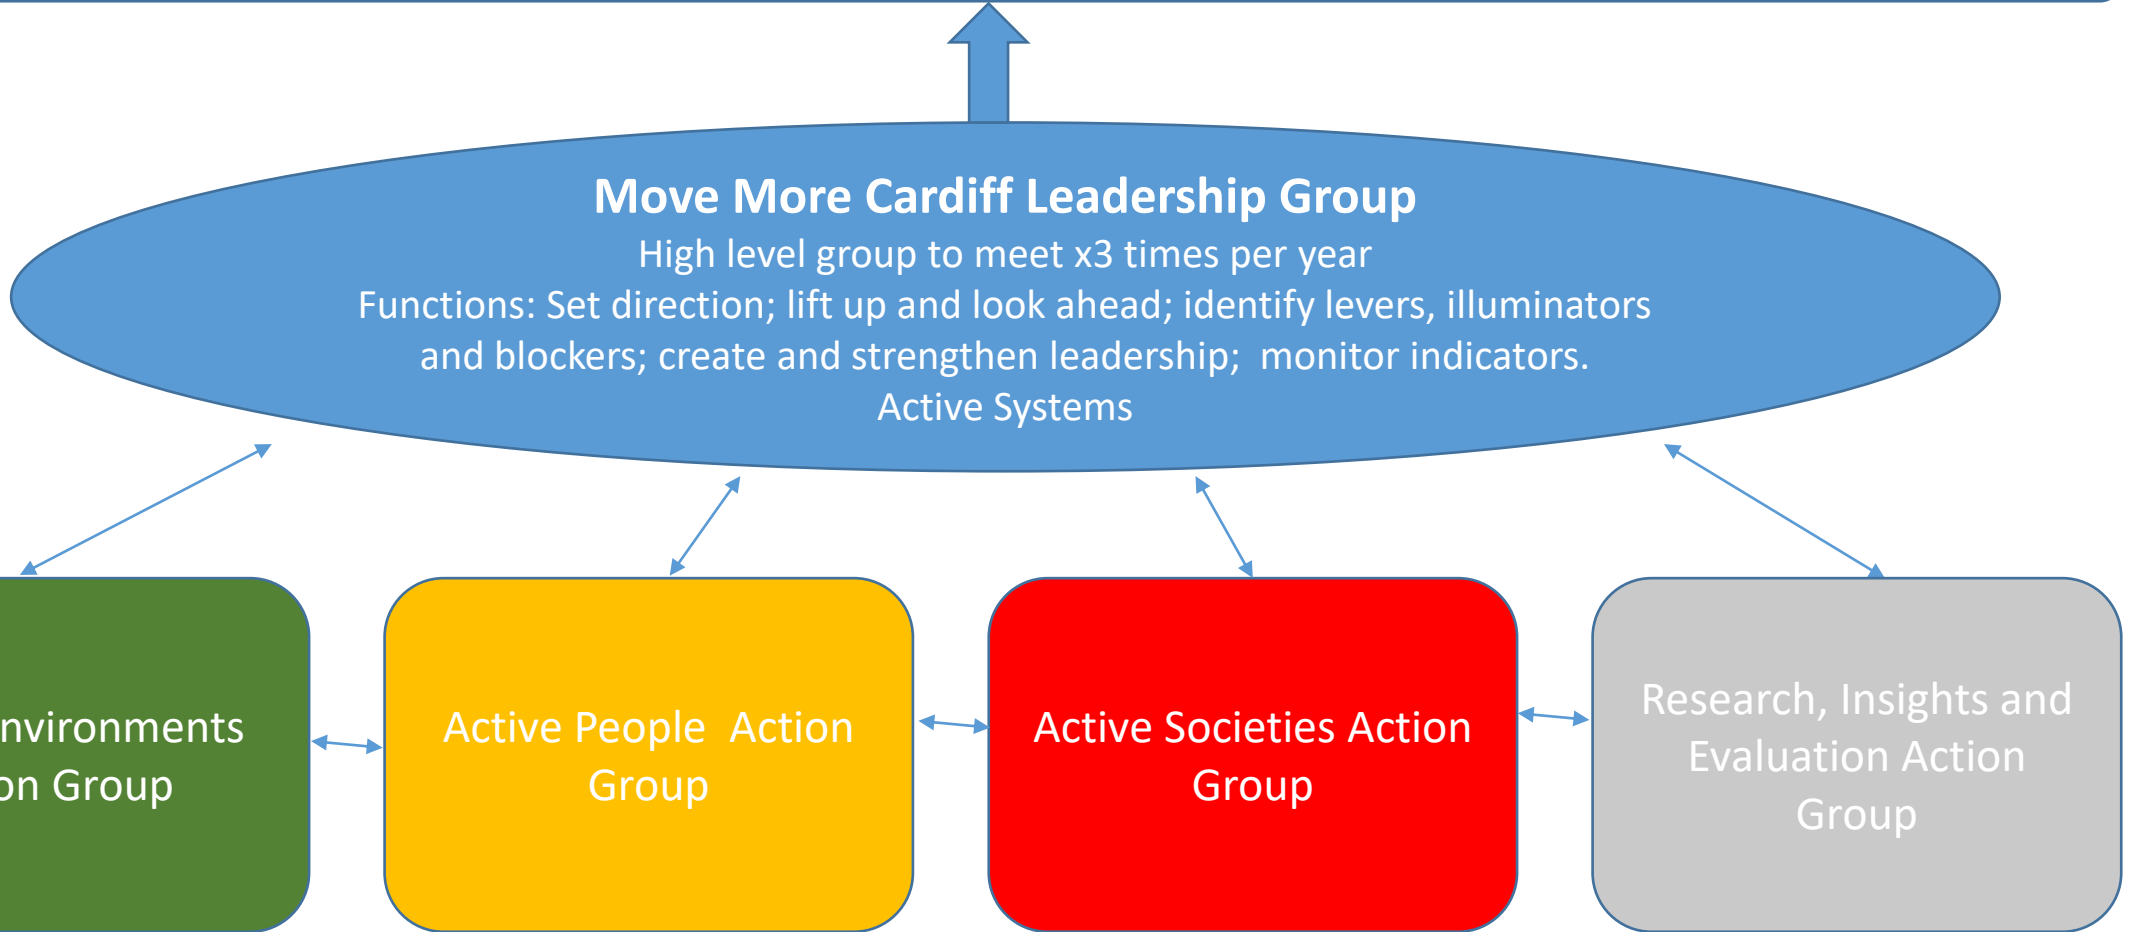 Move More Cardiff Leadership Group
High level group to meet x3 times per year
Functions: Set direction; lift up and look ahead; identify levers, illuminators
and blockers; create and strengthen leadership;  monitor indicators.
Active Systems
nvironments
on Group
Active People  Action
Group
Active Societies Action
Group
Research, Insights and
Evaluation Action
Group